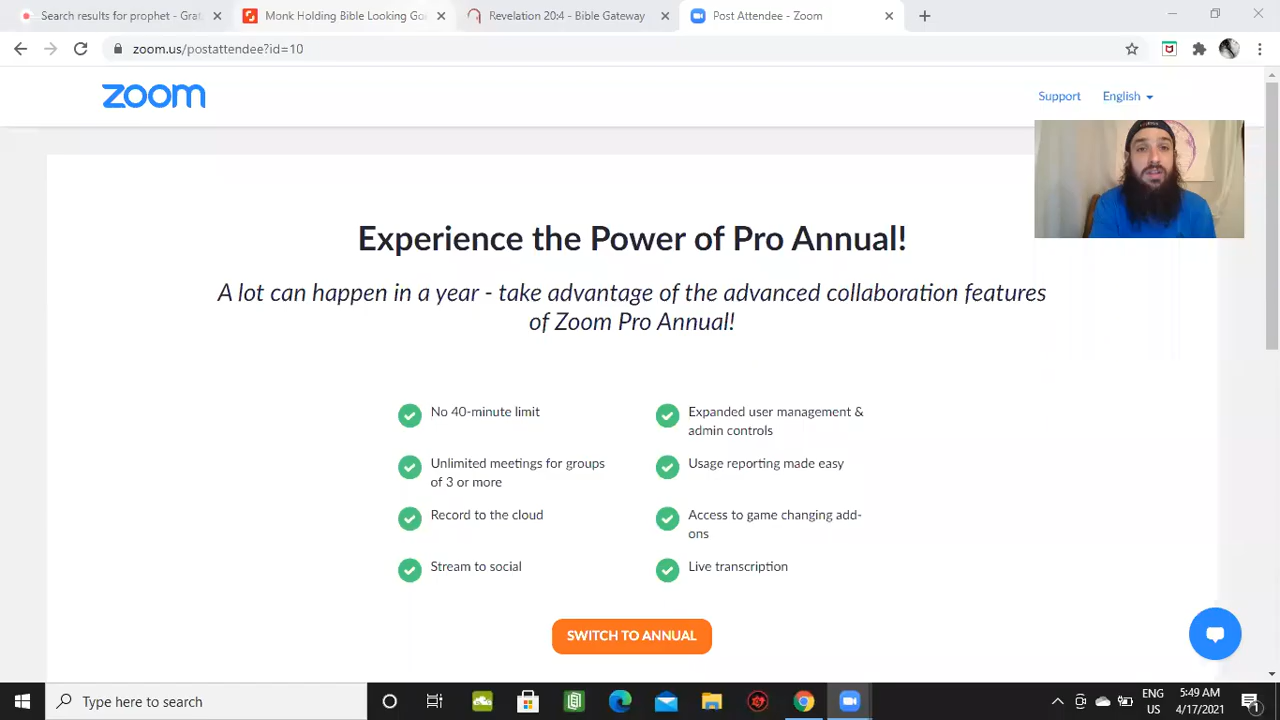 Search results for prophet - Grat
Monk Holding Bible Looking Go
Revelation 20:4 - Bible Gateway
Post Attendee - Zoom
zoom.us/postattendee?id=10
zoom
Support
English
Experience the Power of Pro Annual!
A lot can happen in a year - take advantage of the advanced collaboration features
of Zoom Pro Annual!
No 40-minute limit
Expanded user management &
admin controls
Unlimited meetings for groups
of 3 or more
Usage reporting made easy
Record to the cloud
Access to game changing add-
ons
Stream to social
Live transcription
SWITCH TO ANNUAL
Type here to search
ENG
US
5:49 AM
4/17/2021
1